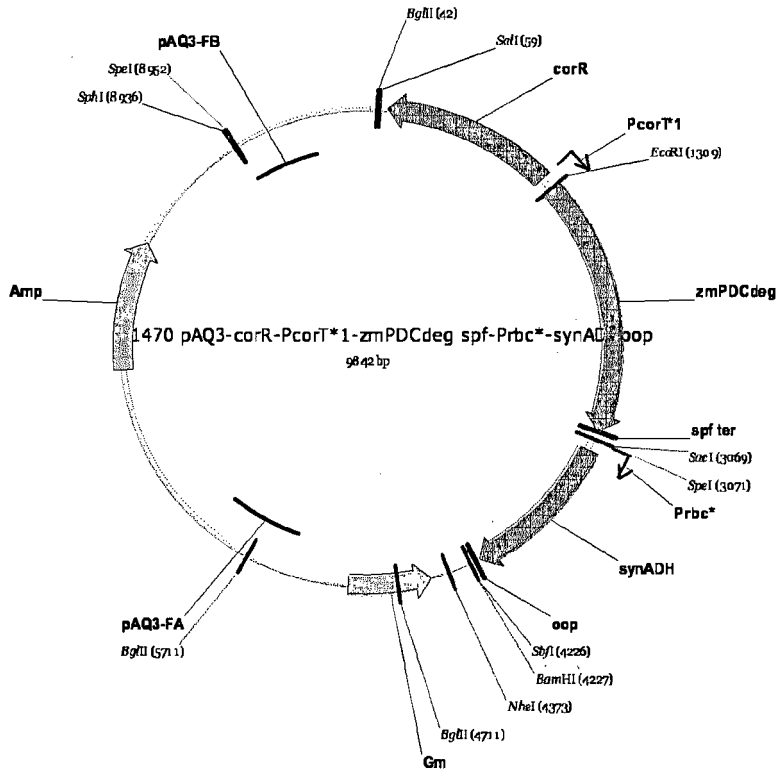 BglII (42)
pAQ3-FB
SalI (59)
SpeI (8952)
corR
SphI (8936)
PcorT*1
EcoRI (1309)
Amp
zmPDCdeg
1470 pAQ3-corR-PcorT*1-zmPDCdeg spf-Prbc*-synADH oop
9842 bp
spf ter
SacI (3069)
SpeI (3071)
Prbc*
synADH
pAQ3-FA
oop
BglII (5711)
SbfI (4226)
BamHI (4227)
NheI (4373)
BglII (4711)
Gm